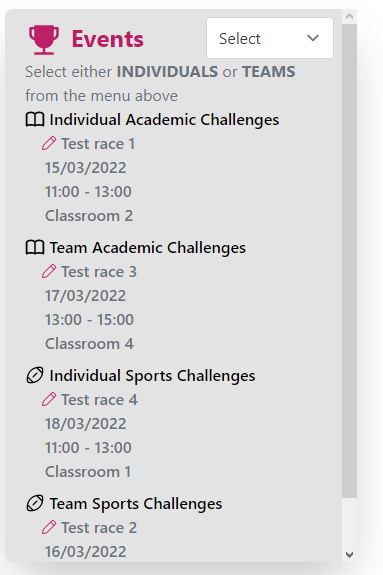 Events
Select
Select either INDIVIDUALS or TEAMS
from the menu above
Individual Academic Challenges
Test race 1
15/03/2022
11:00 - 13:00
Classroom 2
Team Academic Challenges
Test race 3
17/03/2022
13:00 - 15:00
Classroom 4
Individual Sports Challenges
Test race 4
18/03/2022
11:00 - 13:00
Classroom 1
Team Sports Challenges
Test race 2
16/03/2022